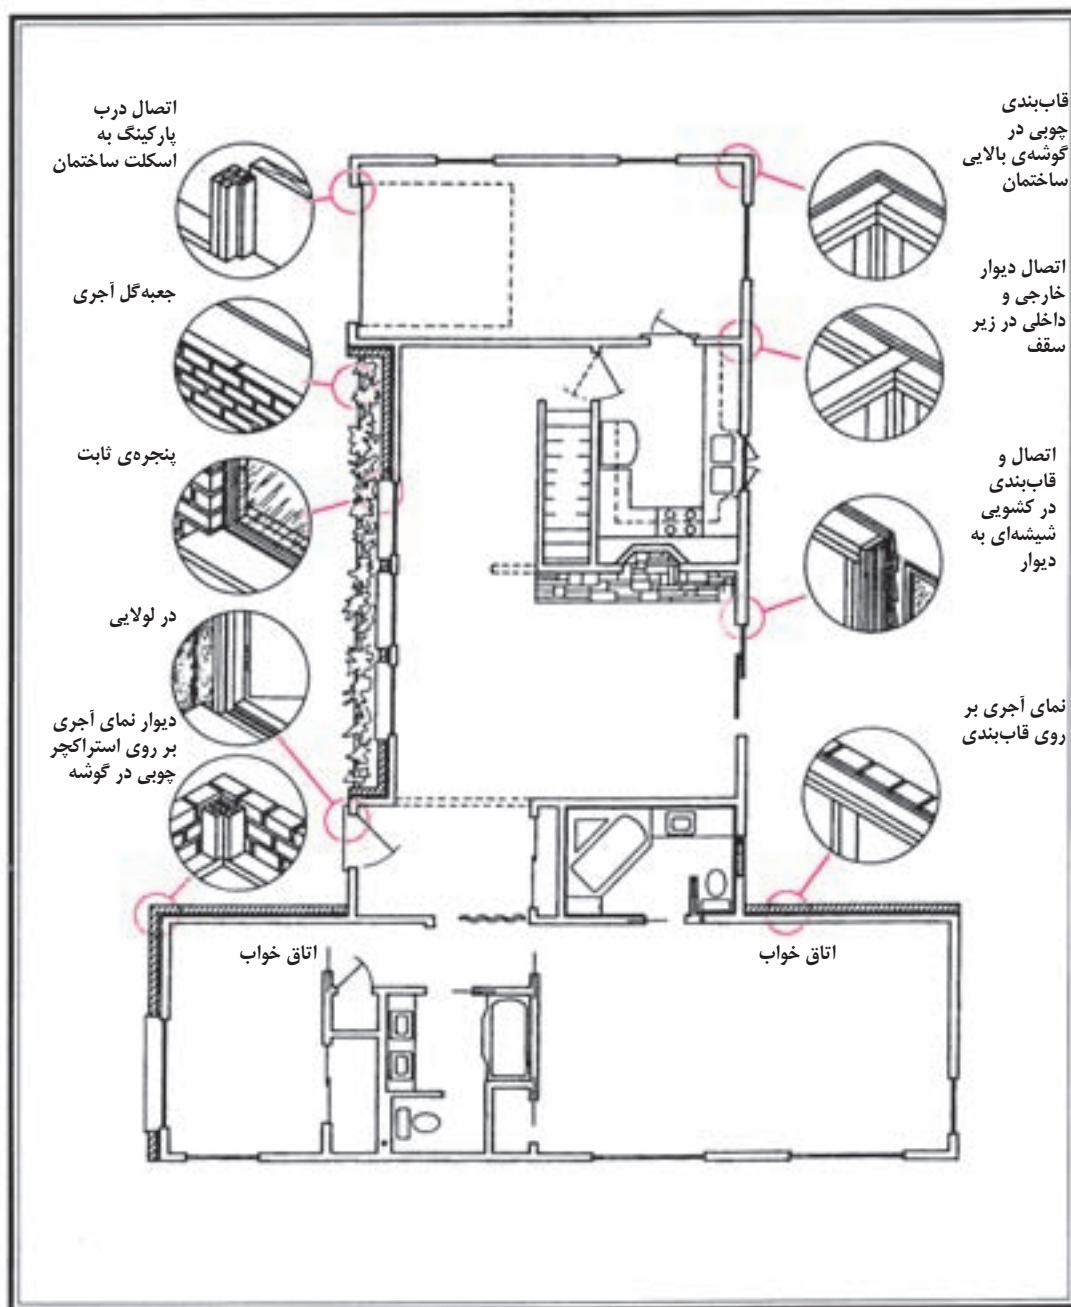 قاب‌بندی
چوبی در
گوشه‌ی بالایی
ساختمان
اتصال دیوار
خارجی و
داخلی در زیر
سقف
اتصال و
قاب‌بندی
در کشویی
شیشه‌ای به
دیوار
نمای آجری بر
روی قاب‌بندی
اتصال درب
پارکینگ به
اسکلت ساختمان
جعبه‌گل آجری
پنجره‌ی ثابت
در لولایی
دیوار نمای آجری
بر روی استراکچر
چوبی در گوشه
اتاق خواب
اتاق خواب